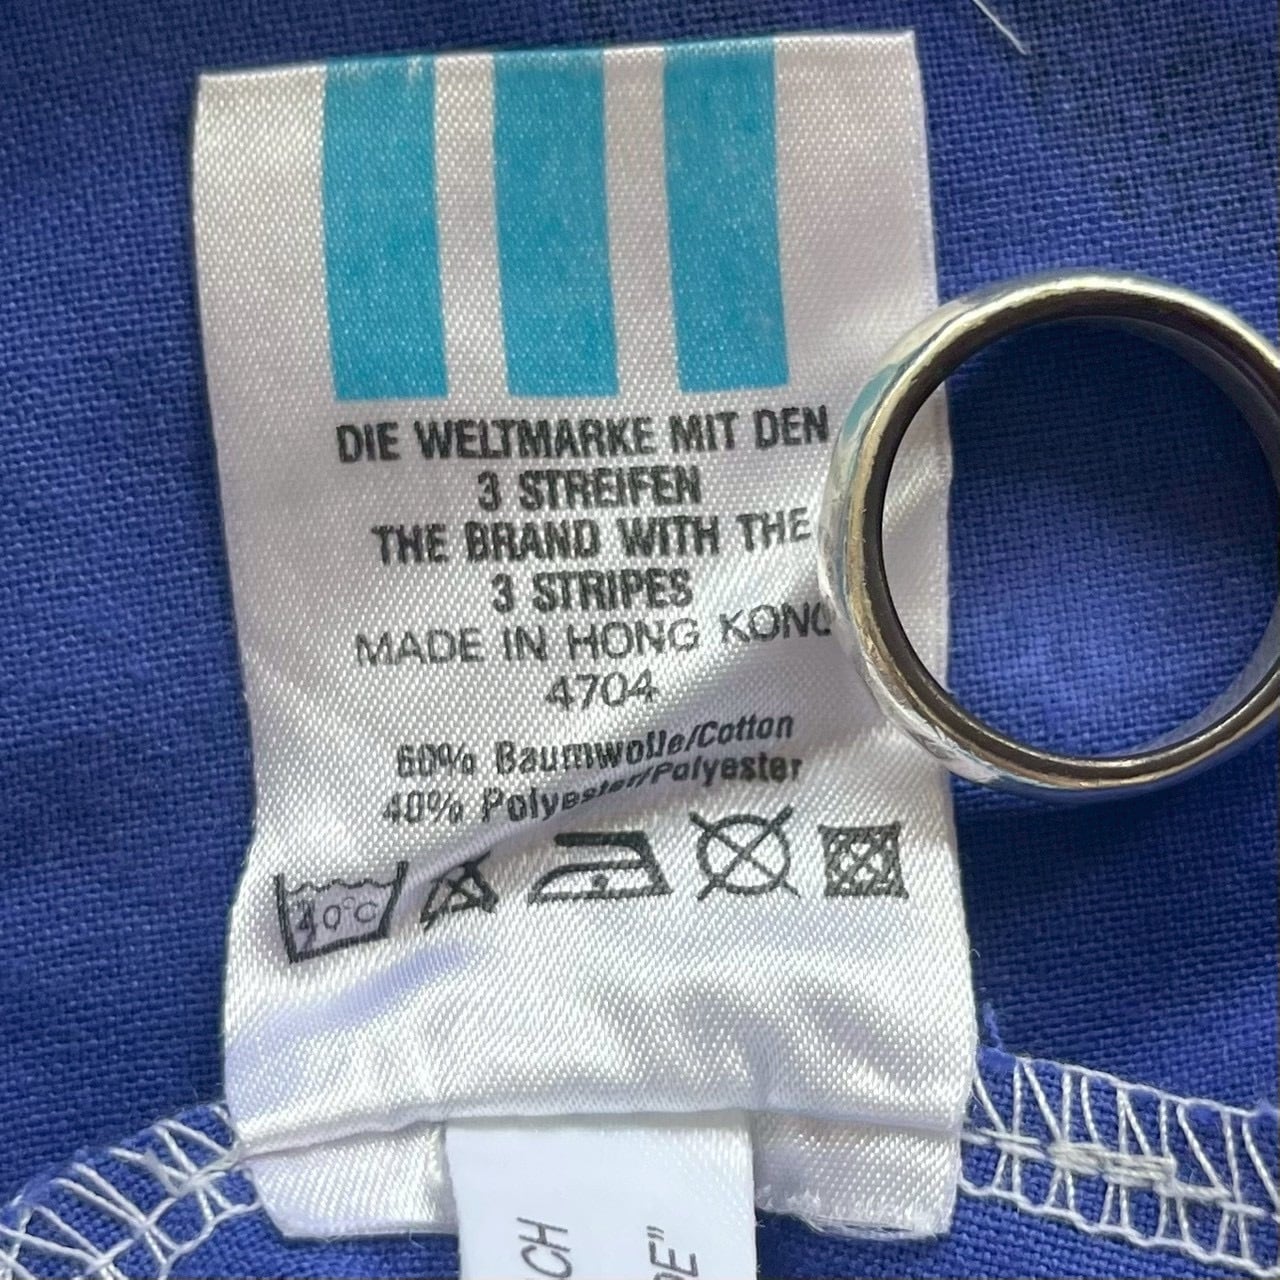 DIE WELTMARKE MIT DEN
3 STREIFEN
THE BRAND WITH THE
3 STRIPES
MADE IN HONG KONG
4704
60% Baumwolle/Cotton
40% Polyester/Polyester
40°C